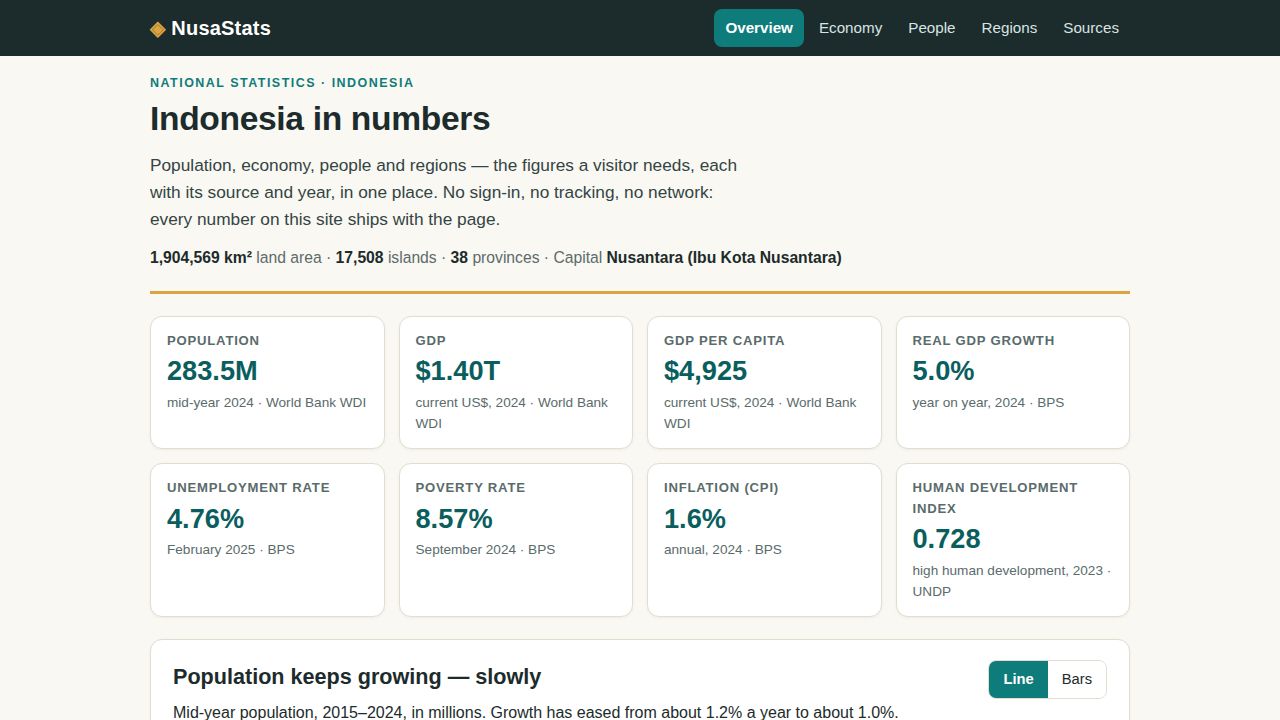 ◈ NusaStats
Overview People Economy Regions Sources
NATIONAL STATISTICS · INDONESIA
Indonesia in numbers
Population, economy, people and regions — the figures a visitor needs, each
with its source and year, in one place. No sign-in, no tracking, no network:
every number on this site ships with the page.
1,904,569 km² land area · 17,508 islands · 38 provinces · Capital Nusantara (Ibu Kota Nusantara)
POPULATION
283.5M
mid-year 2024 · World Bank WDI
GDP
$1.40T
current US$, 2024 · World Bank
WDI
GDP PER CAPITA
$4,925
current US$, 2024 · World Bank
WDI
REAL GDP GROWTH
5.0%
year on year, 2024 · BPS
UNEMPLOYMENT RATE
4.76%
February 2025 · BPS
POVERTY RATE
8.57%
September 2024 · BPS
INFLATION (CPI)
1.6%
annual, 2024 · BPS
HUMAN DEVELOPMENT
INDEX
0.728
high human development, 2023 ·
UNDP
Population keeps growing — slowly
Line Bars
Mid-year population, 2015–2024, in millions. Growth has eased from about 1.2% a year to about 1.0%.